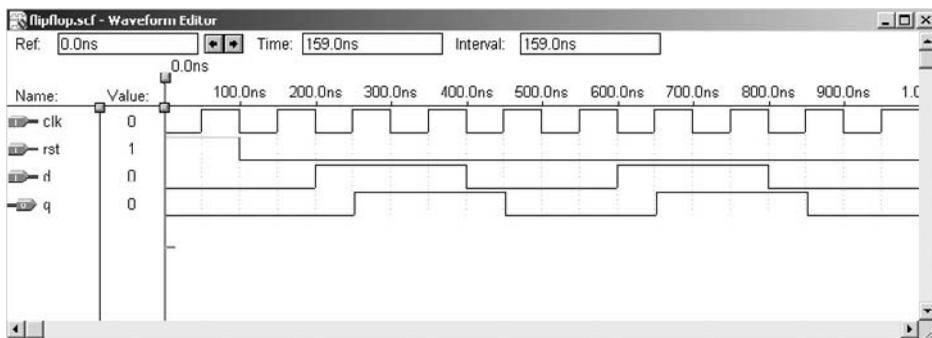 flipflop.scf - Waveform Editor
Ref: 0.0ns Time: 159.0ns Interval: 159.0ns
0.0ns
Name: Value: 100.0ns 200.0ns 300.0ns 400.0ns 500.0ns 600.0ns 700.0ns 800.0ns 900.0ns 1.0
clk 0
rst 1
d 0
q 0